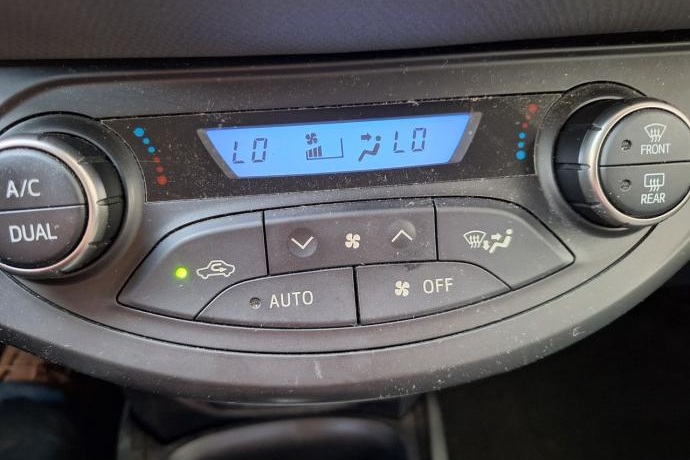 LO LO
A/C
DUAL
FRONT
REAR
AUTO
OFF